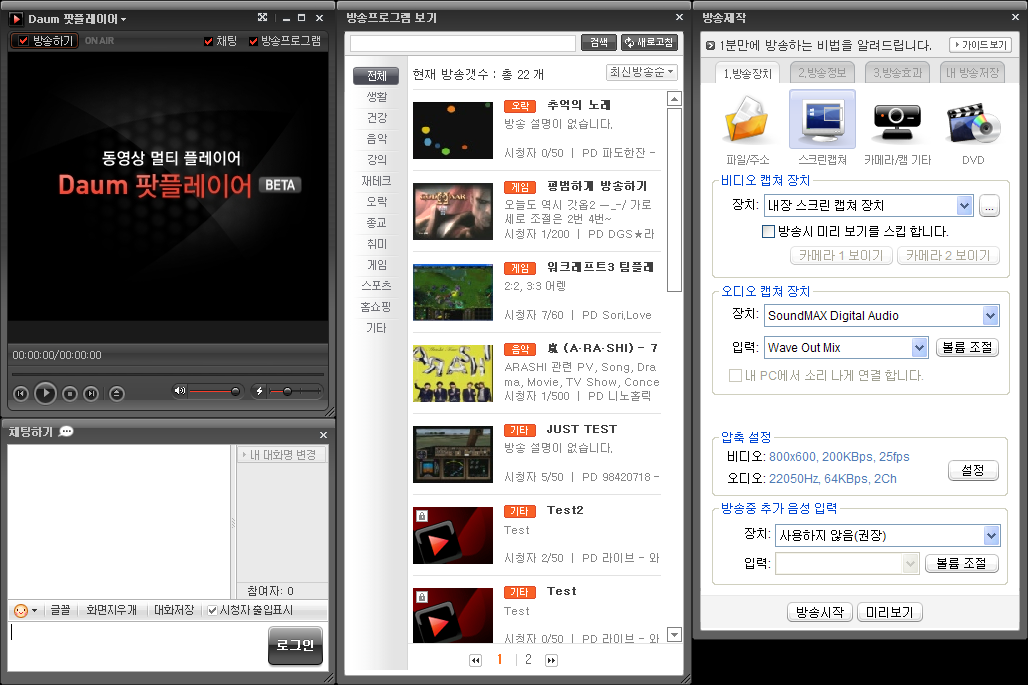 Daum 팟플레이어
방송하기
ON AIR
채팅
방송프로그램
동영상 멀티 플레이어
Daum 팟플레이어 BETA
00:00:00/00:00:00
채팅하기
내 대화명 변경
참여자: 0
글꼴
화면지우개
대화저장
시청자 출입표시
로그인
방송프로그램 보기
검색
새로고침
전체
생활
건강
음악
강의
재테크
오락
종교
취미
게임
스포츠
홈쇼핑
기타
현재 방송갯수 : 총 22 개
최신방송순
오락 추억의 노래
방송 설명이 없습니다.
시청자 0/50 | PD 파도한잔 -
게임 평범하게 방송하기
오늘도 역시 갓옵2 ㅡ_-/ 가로
세로 조절은 2번 4번~
시청자 1/200 | PD DGS★라
게임 워크래프트3 팀플레
2:2, 3:3 어렝
시청자 7/60 | PD Sori,Love
음악 嵐 (A·RA·SHI) - 7
ARASHI 관련 PV, Song, Dra
ma, Movie, TV Show, Conce
시청자 1/500 | PD 니노홀릭
기타 JUST TEST
방송 설명이 없습니다.
시청자 5/50 | PD 98420718 -
기타 Test2
Test
시청자 2/50 | PD 라이브 - 와
기타 Test
Test
시청자 0/50 | PD 라이브 - 와
1 | 2
방송제작
1분만에 방송하는 비법을 알려드립니다.
가이드보기
1.방송장치
2.방송정보
3.방송효과
내 방송저장
파일/주소
스크린캡쳐
카메라/캠 기타
DVD
비디오 캡쳐 장치
장치: 내장 스크린 캡쳐 장치 ...
방송시 미리 보기를 스킵 합니다.
카메라 1 보이기
카메라 2 보이기
오디오 캡쳐 장치
장치: SoundMAX Digital Audio
입력: Wave Out Mix
볼륨 조절
내 PC에서 소리 나게 연결 합니다.
압축 설정
비디오: 800x600, 200KBps, 25fps
오디오: 22050Hz, 64KBps, 2Ch
설정
방송중 추가 음성 입력
장치: 사용하지 않음(권장)
입력:
볼륨 조절
방송시작
미리보기